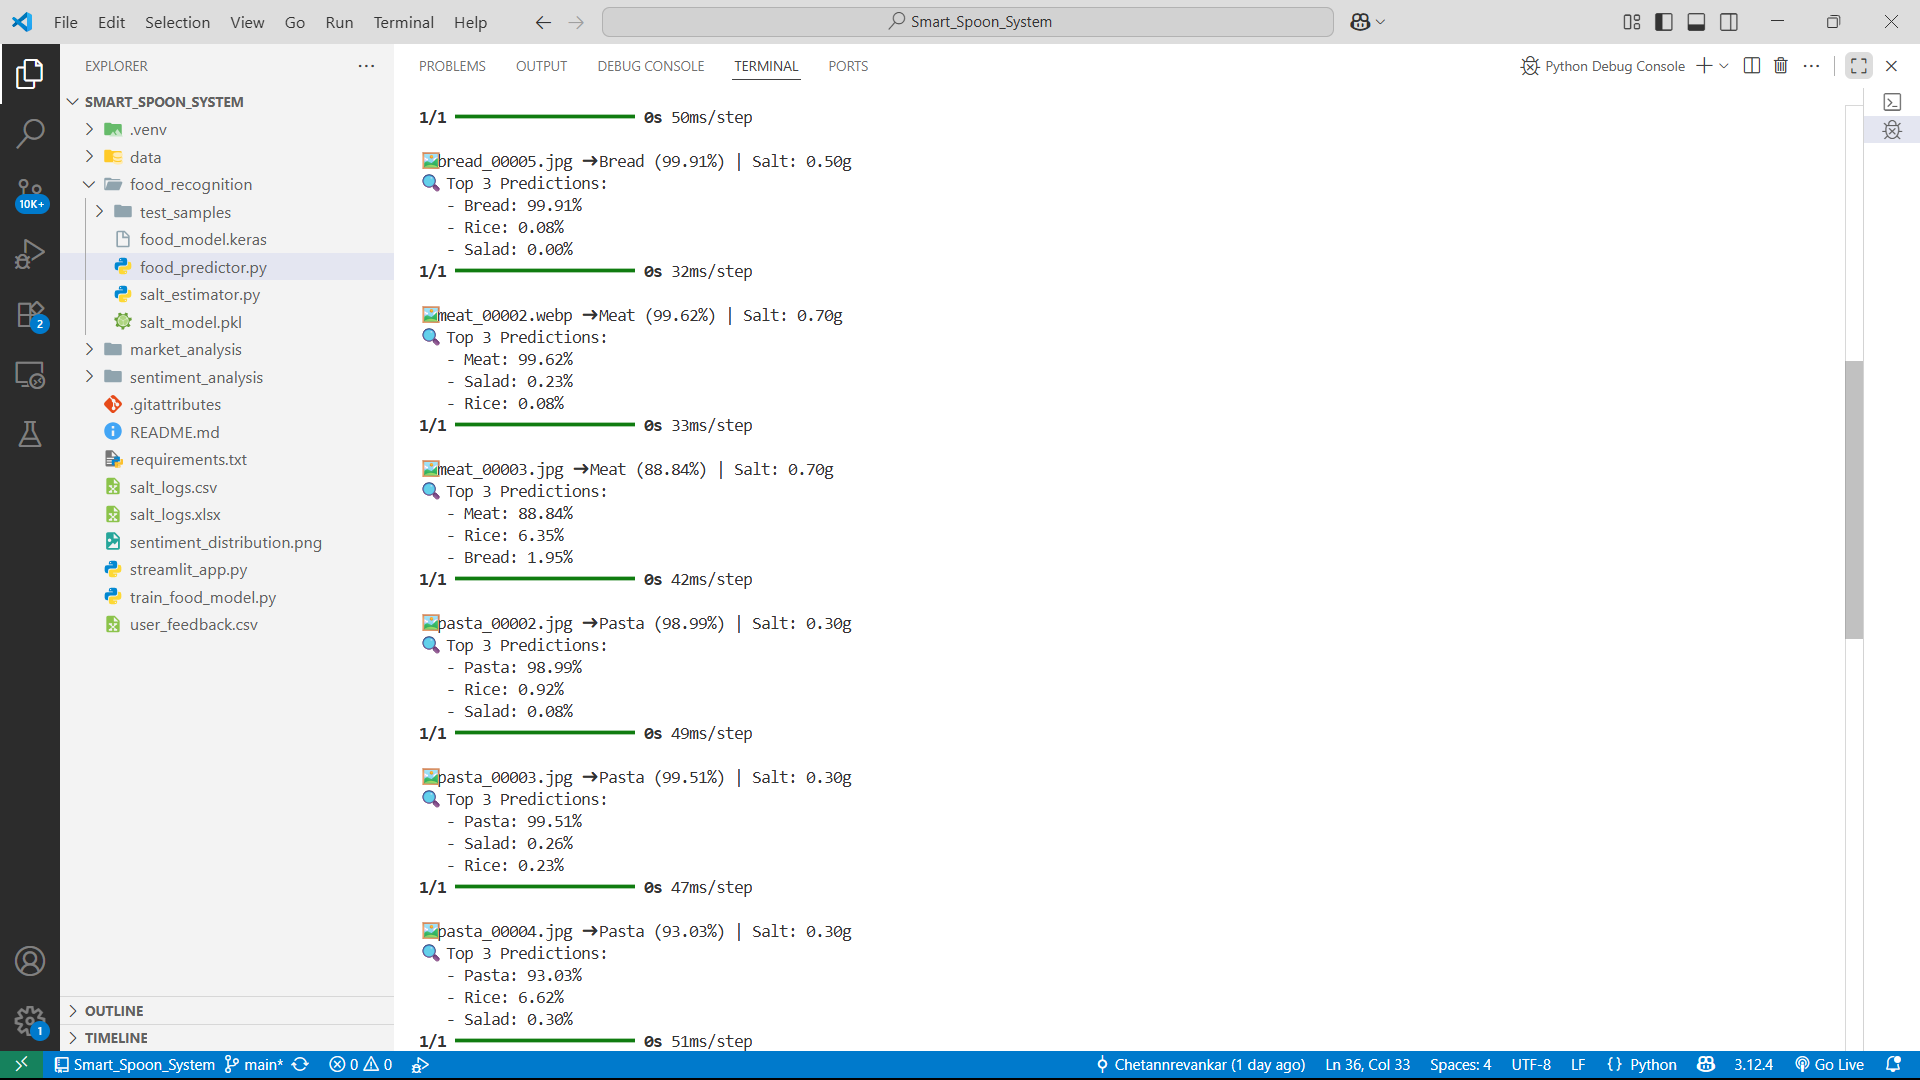 File Edit Selection View Go Run Terminal Help
Smart_Spoon_System
EXPLORER
SMART_SPOON_SYSTEM
.venv
data
food_recognition
test_samples
food_model.keras
food_predictor.py
salt_estimator.py
salt_model.pkl
market_analysis
sentiment_analysis
.gitattributes
README.md
requirements.txt
salt_logs.csv
salt_logs.xlsx
sentiment_distribution.png
streamlit_app.py
train_food_model.py
user_feedback.csv
OUTLINE
TIMELINE
10K+
2
1
PROBLEMS OUTPUT DEBUG CONSOLE TERMINAL PORTS
Python Debug Console
1/1 ━━━━━━━━━━━━━━━━━━━━ 0s 50ms/step
🖼️bread_00005.jpg ➔Bread (99.91%) | Salt: 0.50g
🔍 Top 3 Predictions:
- Bread: 99.91%
- Rice: 0.08%
- Salad: 0.00%
1/1 ━━━━━━━━━━━━━━━━━━━━ 0s 32ms/step
🖼️meat_00002.webp ➔Meat (99.62%) | Salt: 0.70g
🔍 Top 3 Predictions:
- Meat: 99.62%
- Salad: 0.23%
- Rice: 0.08%
1/1 ━━━━━━━━━━━━━━━━━━━━ 0s 33ms/step
🖼️meat_00003.jpg ➔Meat (88.84%) | Salt: 0.70g
🔍 Top 3 Predictions:
- Meat: 88.84%
- Rice: 6.35%
- Bread: 1.95%
1/1 ━━━━━━━━━━━━━━━━━━━━ 0s 42ms/step
🖼️pasta_00002.jpg ➔Pasta (98.99%) | Salt: 0.30g
🔍 Top 3 Predictions:
- Pasta: 98.99%
- Rice: 0.92%
- Salad: 0.08%
1/1 ━━━━━━━━━━━━━━━━━━━━ 0s 49ms/step
🖼️pasta_00003.jpg ➔Pasta (99.51%) | Salt: 0.30g
🔍 Top 3 Predictions:
- Pasta: 99.51%
- Salad: 0.26%
- Rice: 0.23%
1/1 ━━━━━━━━━━━━━━━━━━━━ 0s 47ms/step
🖼️pasta_00004.jpg ➔Pasta (93.03%) | Salt: 0.30g
🔍 Top 3 Predictions:
- Pasta: 93.03%
- Rice: 6.62%
- Salad: 0.30%
1/1 ━━━━━━━━━━━━━━━━━━━━ 0s 51ms/step
Smart_Spoon_System main* 0 0 Chetannrevankar (1 day ago) Ln 36, Col 33 Spaces: 4 UTF-8 LF {} Python 3.12.4 Go Live